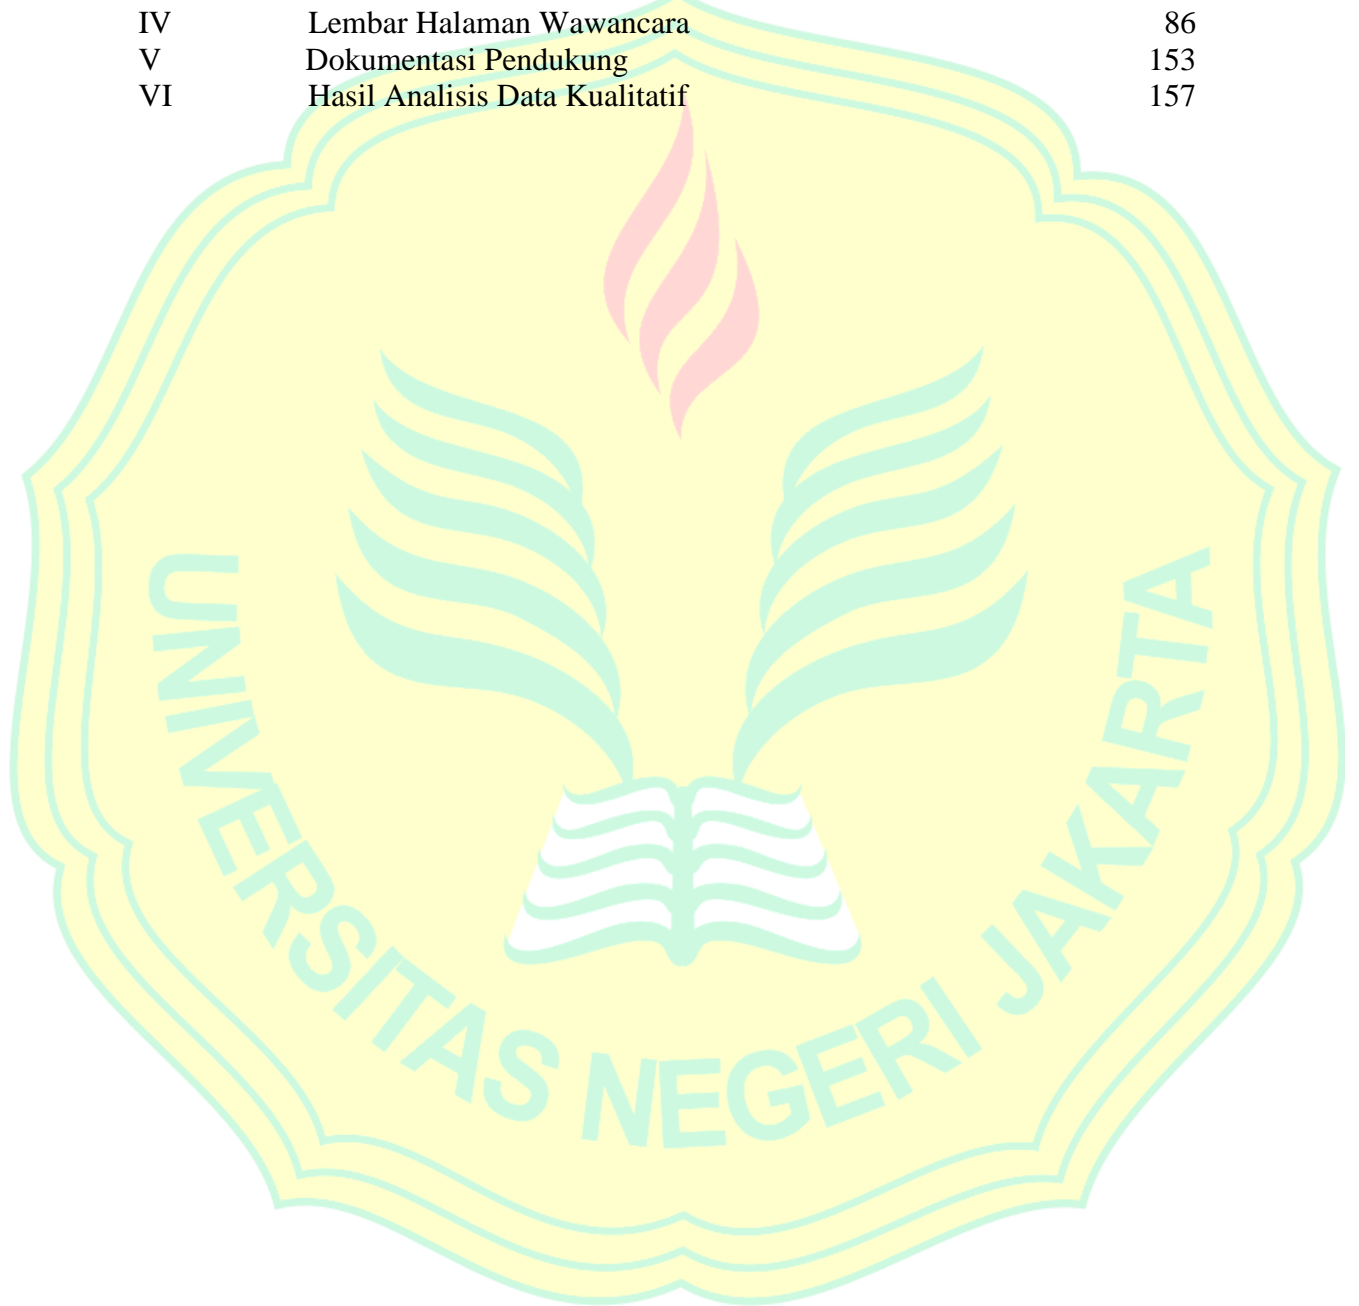 IV Lembar Halaman Wawancara 86
V Dokumentasi Pendukung 153
VI Hasil Analisis Data Kualitatif 157
UNIVERSITAS NEGERI JAKARTA